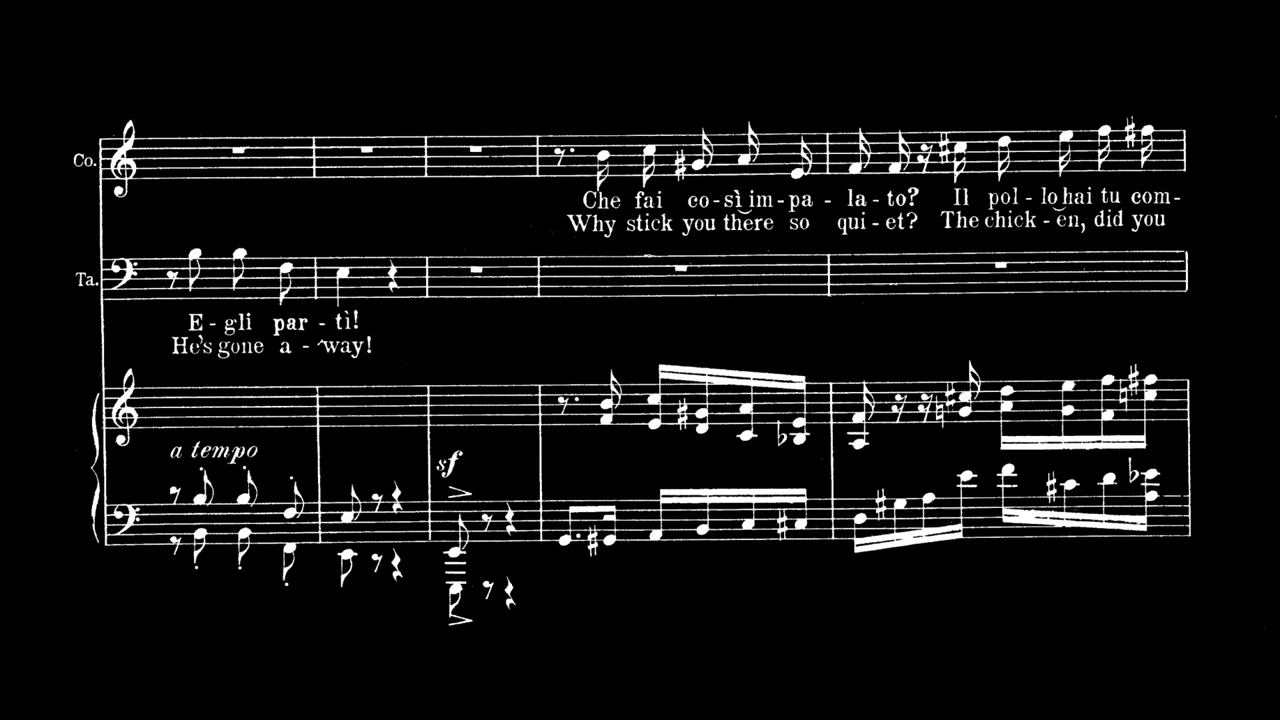 Co.
Che fai co-sì im-pa-la-to? Il pol-lo hai tu com-
Why stick you there so qui-et? The chick-en, did you
Ta.
E-gli par-tì!
He's gone a-way!
a tempo
sf